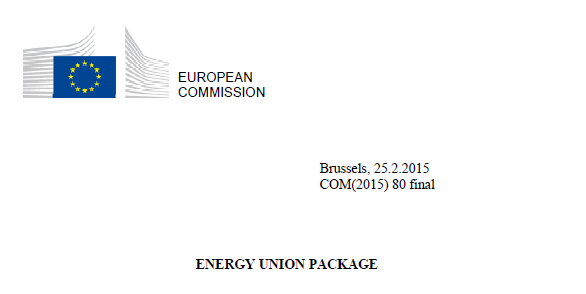 EUROPEAN
COMMISSION
Brussels, 25.2.2015
COM(2015) 80 final
ENERGY UNION PACKAGE